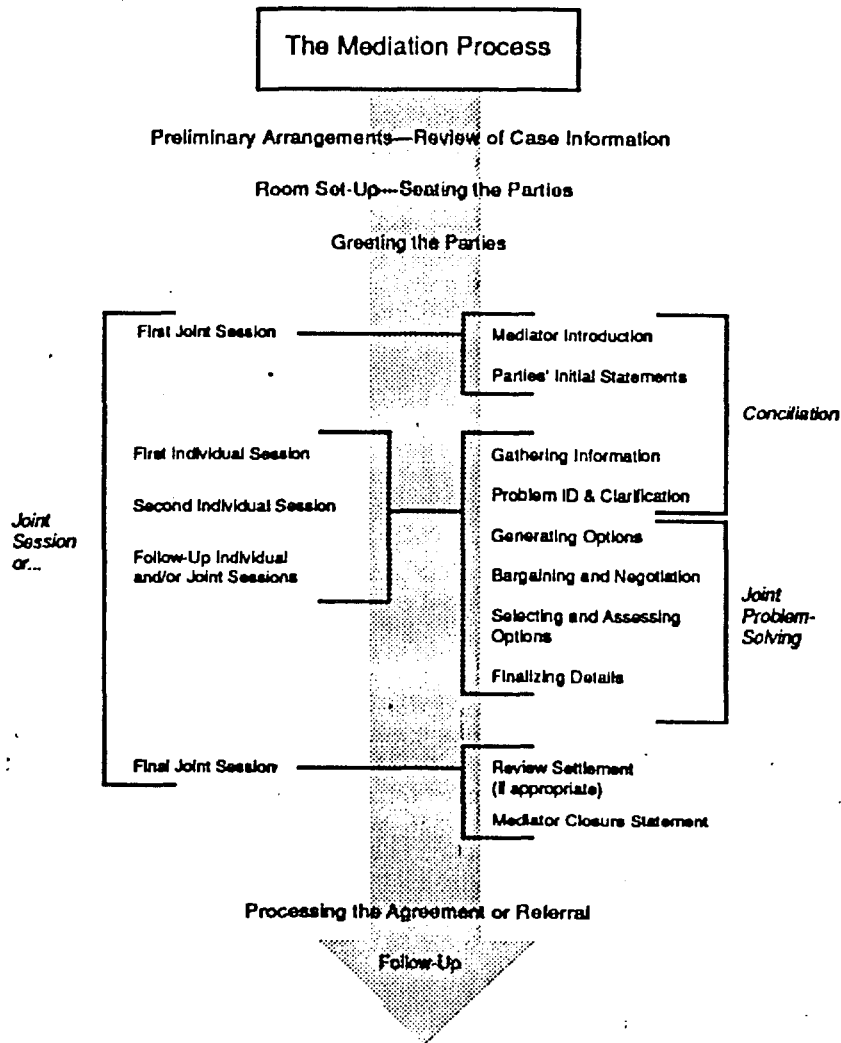 The Mediation Process
Preliminary Arrangements—Review of Case Information
Room Set-Up—Seating the Parties
Greeting the Parties
First Joint Session
Mediator Introduction
Parties' Initial Statements
Conciliation
First Individual Session
Second Individual Session
Follow-Up Individual
and/or Joint Sessions
Joint
Session
or...
Gathering Information
Problem ID & Clarification
Generating Options
Bargaining and Negotiation
Selecting and Assessing
Options
Finalizing Details
Joint
Problem-
Solving
Final Joint Session
Review Settlement
(if appropriate)
Mediator Closure Statement
Processing the Agreement or Referral
Follow-Up